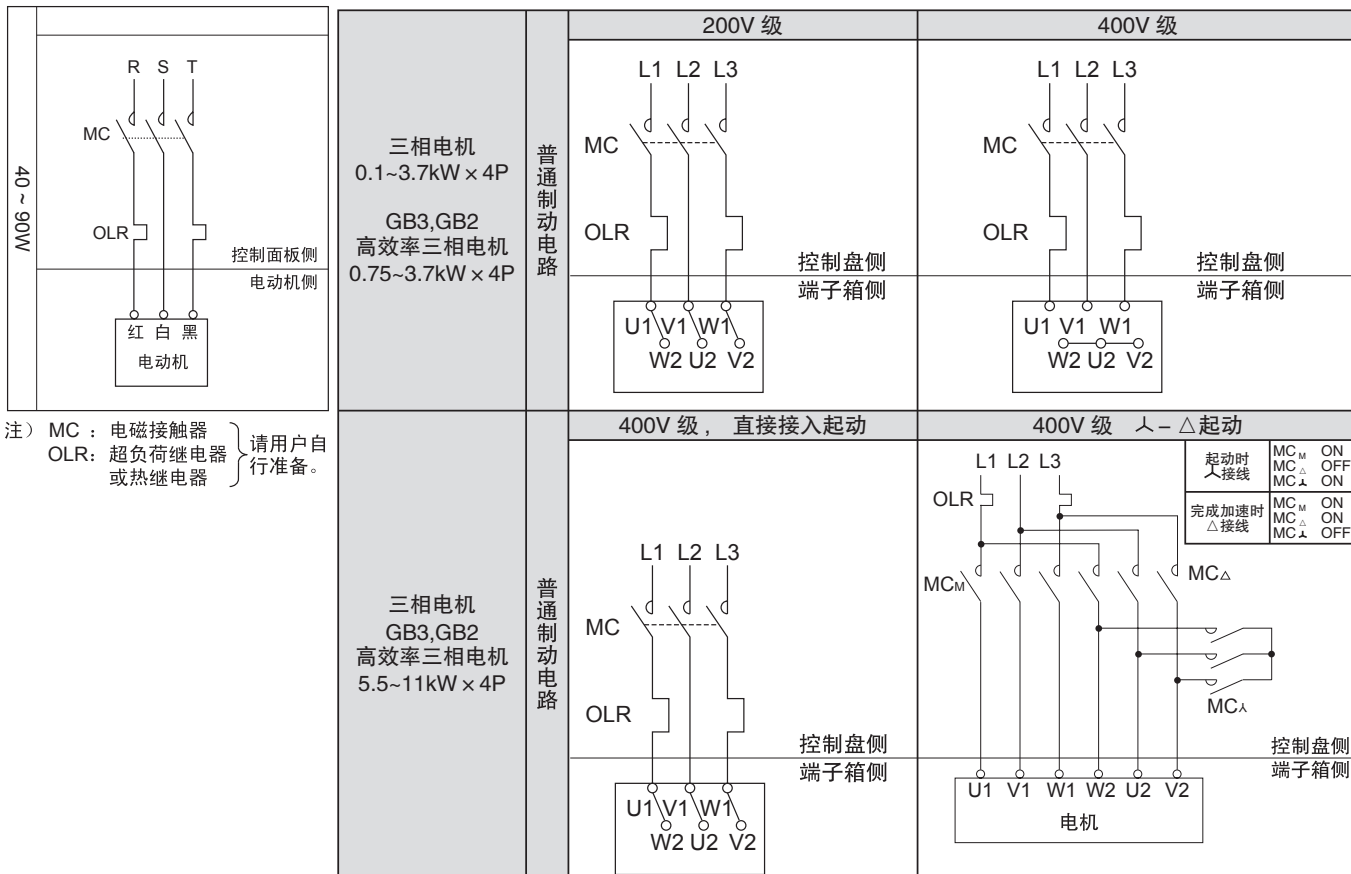 40 ~ 90W
R S T
MC
OLR
控制面板侧
电动机侧
红 白 黑
电动机
注） MC ： 电磁接触器
OLR： 超负荷继电器
或热继电器
请用户自
行准备。
200V 级
400V 级
三相电机
0.1~3.7kW × 4P
GB3,GB2
高效率三相电机
0.75~3.7kW × 4P
普通制动电路
L1 L2 L3
MC
OLR
控制盘侧
端子箱侧
U1 V1 W1
W2 U2 V2
L1 L2 L3
MC
OLR
控制盘侧
端子箱侧
U1 V1 W1
W2 U2 V2
400V 级 ， 直接接入起动
400V 级 人 – △起动
三相电机
GB3,GB2
高效率三相电机
5.5~11kW × 4P
普通制动电路
L1 L2 L3
MC
OLR
控制盘侧
端子箱侧
U1 V1 W1
W2 U2 V2
起动时
人接线
MCM ON
MC△ OFF
MC人 ON
完成加速时
△接线
MCM ON
MC△ ON
MC人 OFF
L1 L2 L3
OLR
MCM
MC△
MC人
控制盘侧
端子箱侧
U1 V1 W1 W2 U2 V2
电机